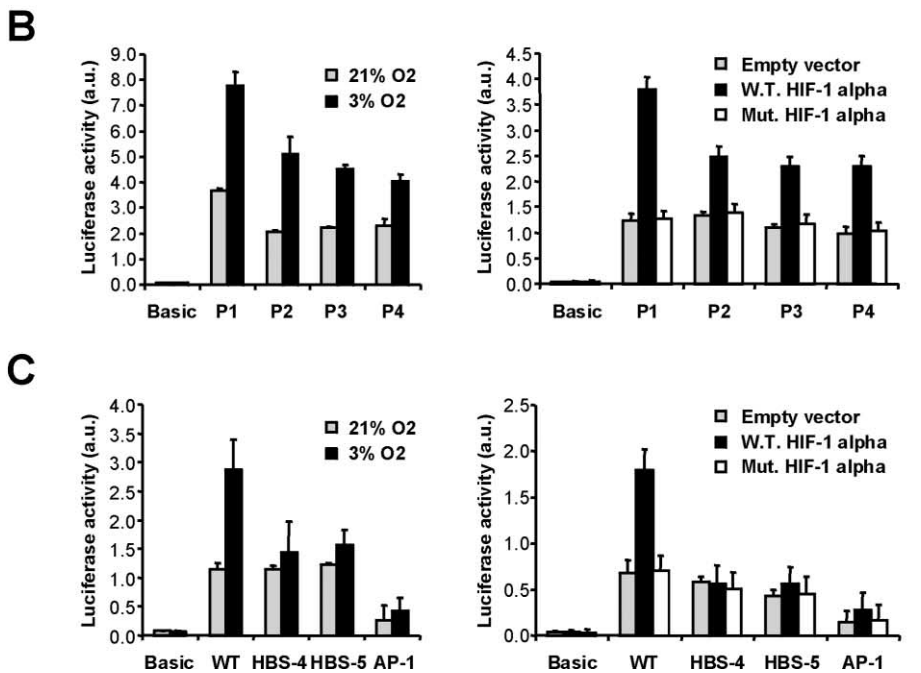 B
Luciferase activity (a.u.)
9.0
8.0
7.0
6.0
5.0
4.0
3.0
2.0
1.0
0.0
21% O2
3% O2
Basic P1 P2 P3 P4
Luciferase activity (a.u.)
4.5
4.0
3.5
3.0
2.5
2.0
1.5
1.0
0.5
0.0
Empty vector
W.T. HIF-1 alpha
Mut. HIF-1 alpha
Basic P1 P2 P3 P4
C
Luciferase activity (a.u.)
4.0
3.5
3.0
2.5
2.0
1.5
1.0
0.5
0.0
21% O2
3% O2
Basic WT HBS-4 HBS-5 AP-1
Luciferase activity (a.u.)
2.5
2.0
1.5
1.0
0.5
0.0
Empty vector
W.T. HIF-1 alpha
Mut. HIF-1 alpha
Basic WT HBS-4 HBS-5 AP-1